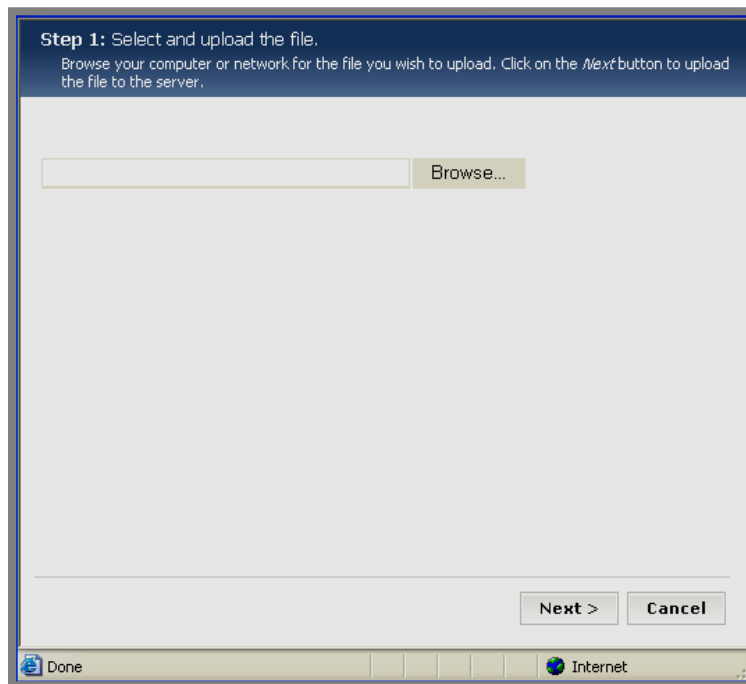 Step 1: Select and upload the file.
Browse your computer or network for the file you wish to upload. Click on the Next button to upload
the file to the server.
Browse...
Next >
Cancel
Done
Internet